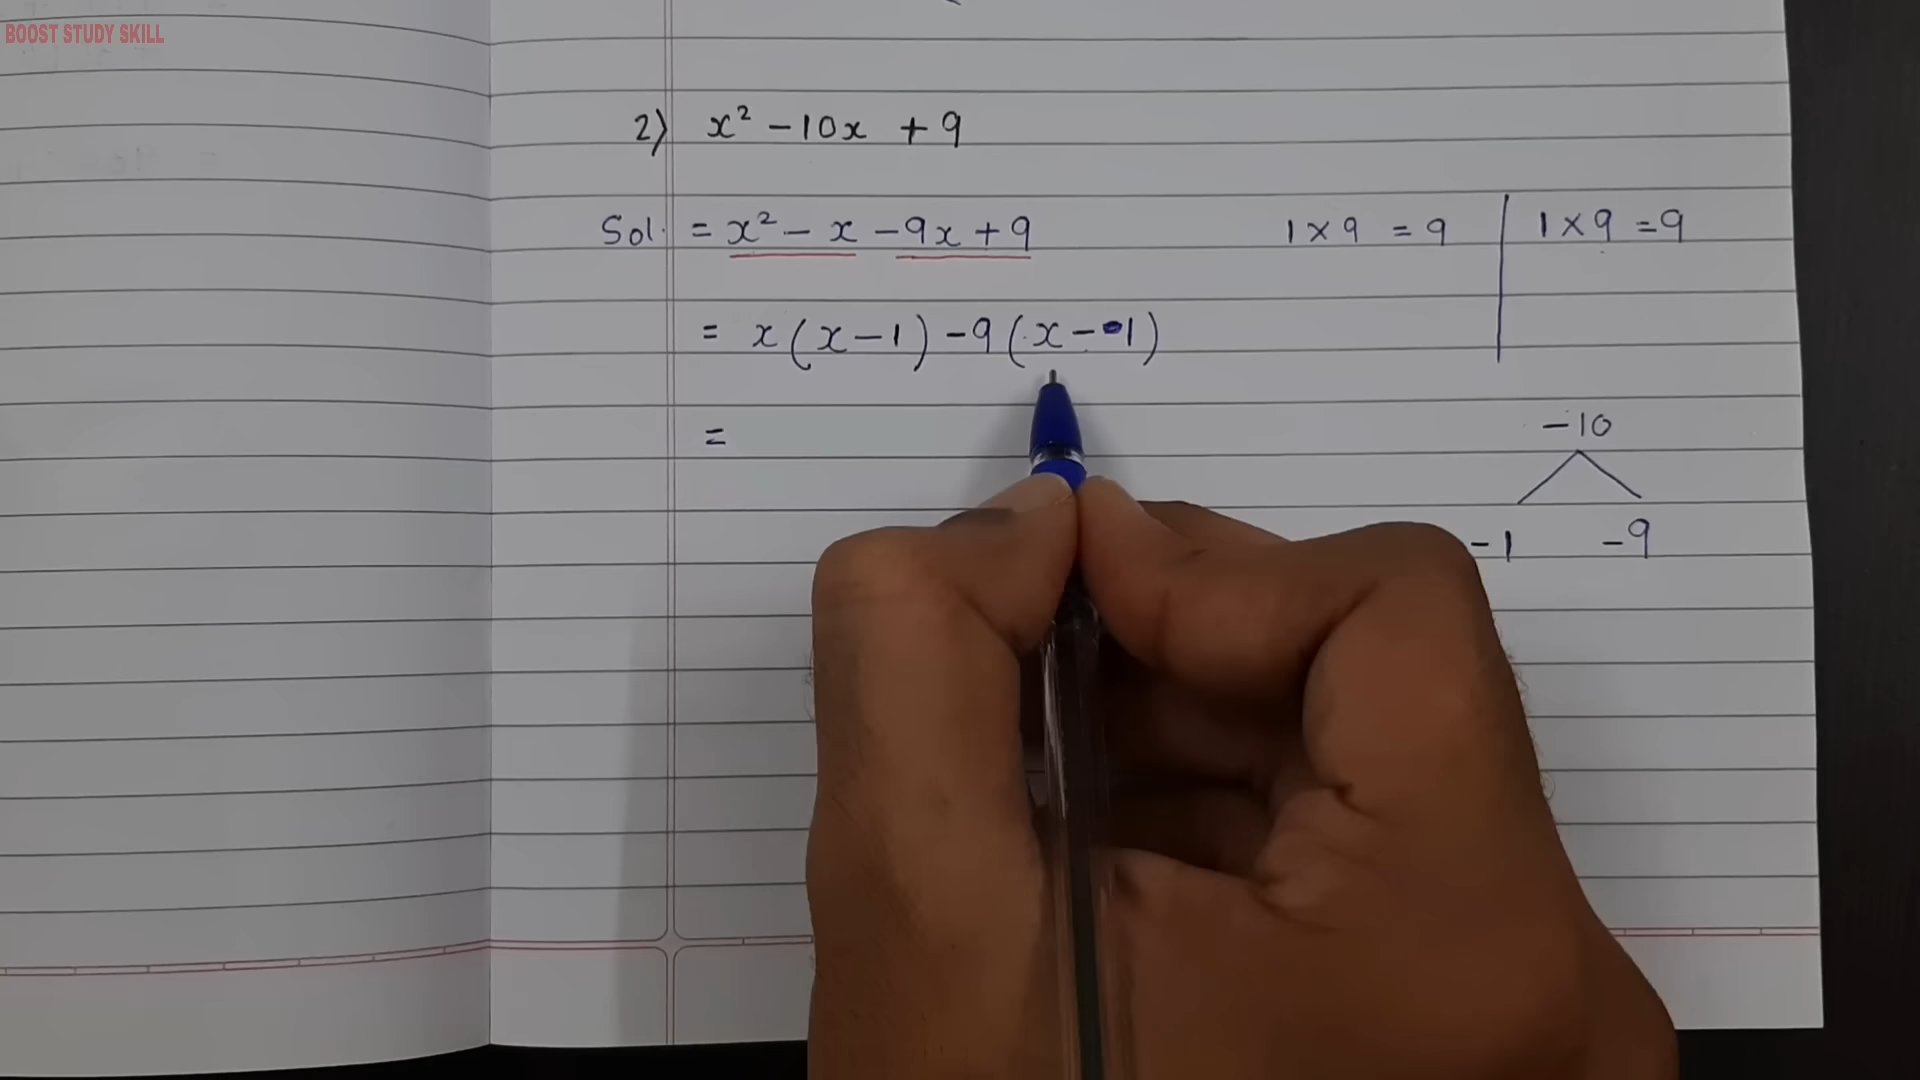 BOOST STUDY SKILL
2) x² - 10x + 9
Sol. = x² - x - 9x + 9
1 × 9 = 9
1 × 9 = 9
= x(x - 1) - 9(x - 1)
=
-10
-1 -9